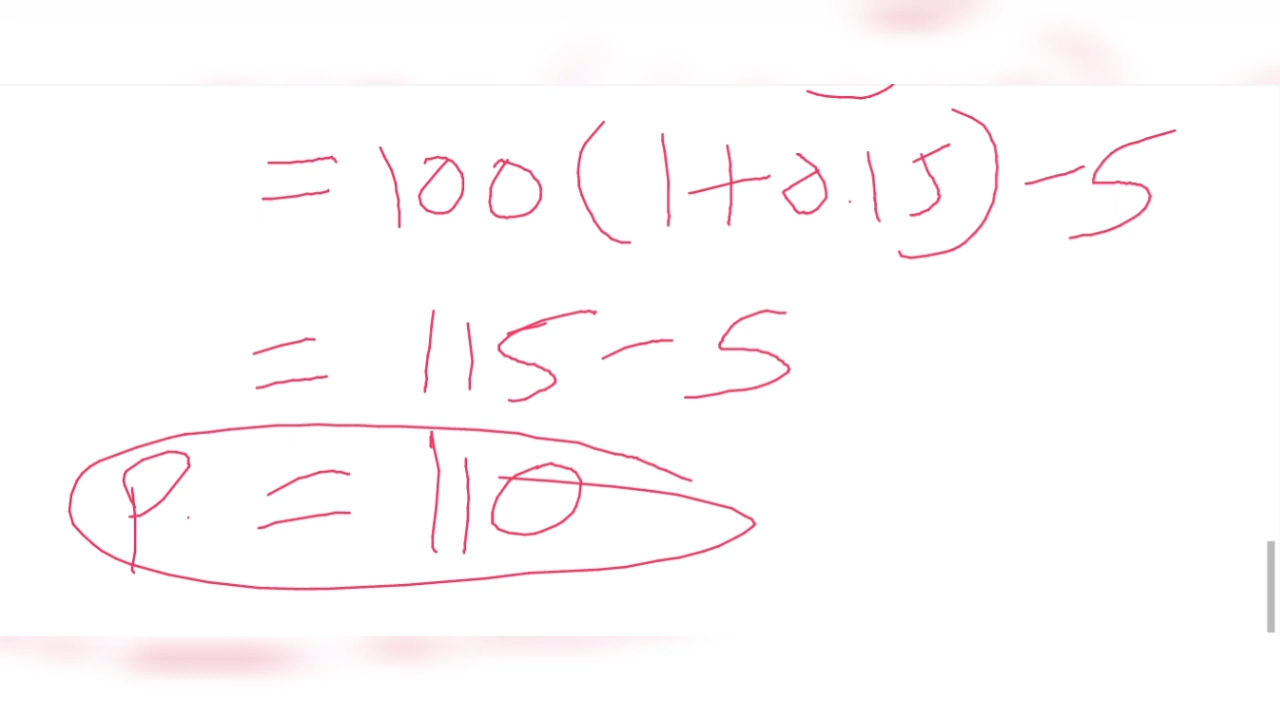 = 100 (1+0.15) - 5
= 115 - 5
P. = 110